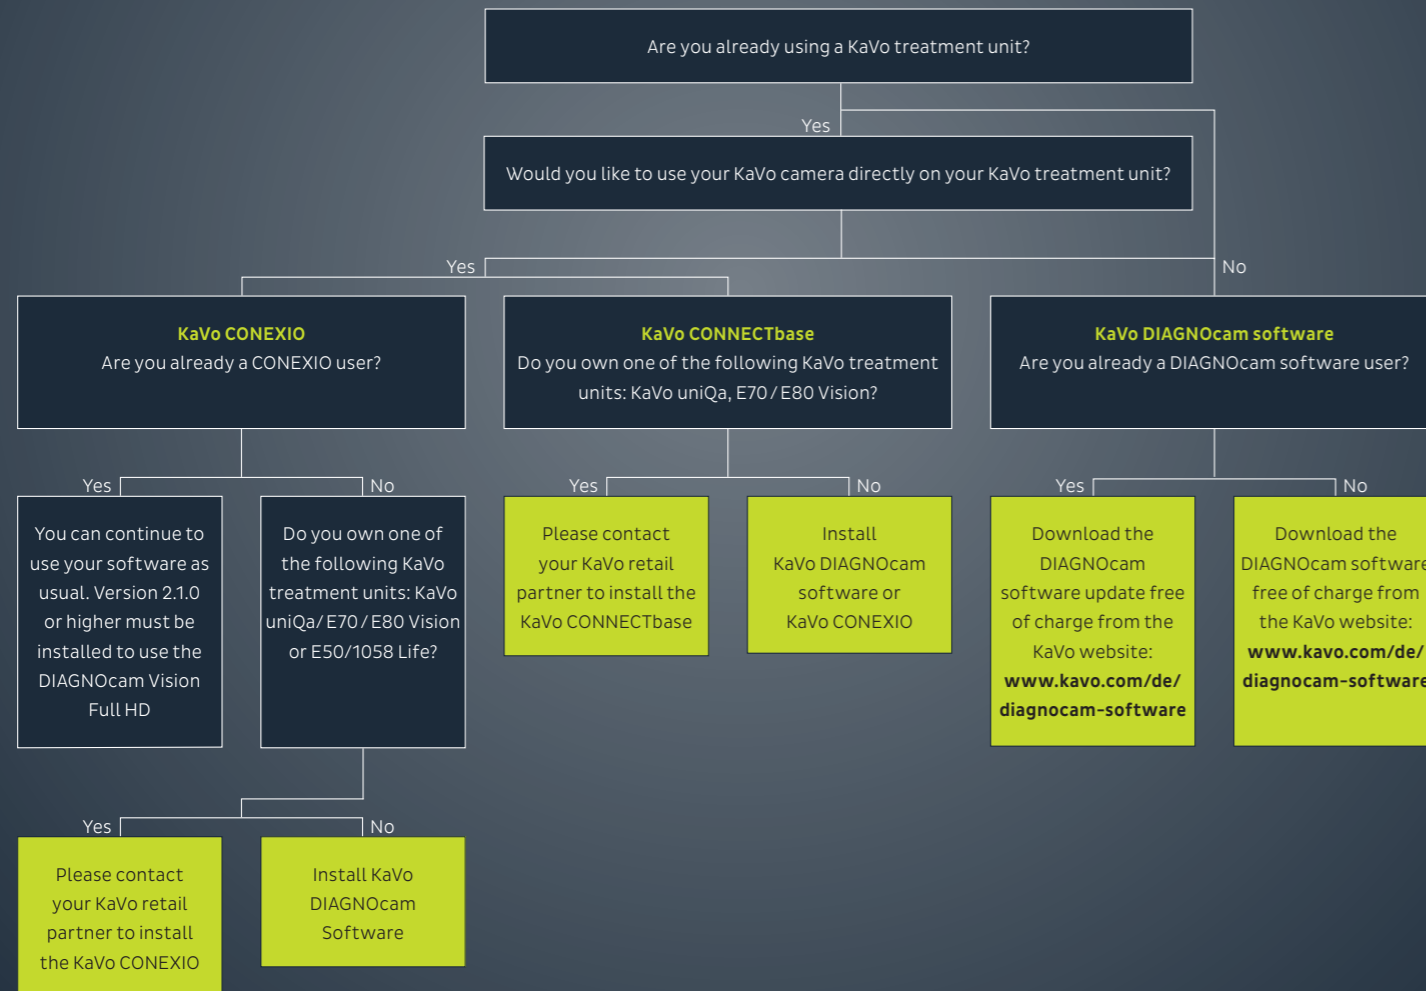 Are you already using a KaVo treatment unit?
Yes
Would you like to use your KaVo camera directly on your KaVo treatment unit?
Yes
No
KaVo CONEXIO
Are you already a CONEXIO user?
KaVo CONNECTbase
Do you own one of the following KaVo treatment
units: KaVo uniQa, E70 / E80 Vision?
KaVo DIAGNOcam software
Are you already a DIAGNOcam software user?
Yes
No
Yes
No
Yes
No
You can continue to
use your software as
usual. Version 2.1.0
or higher must be
installed to use the
DIAGNOcam Vision
Full HD
Do you own one of
the following KaVo
treatment units: KaVo
uniQa/ E70 / E80 Vision
or E50/1058 Life?
Please contact
your KaVo retail
partner to install the
KaVo CONNECTbase
Install
KaVo DIAGNOcam
software or
KaVo CONEXIO
Download the
DIAGNOcam
software update free
of charge from the
KaVo website:
www.kavo.com/de/
diagnocam-software
Download the
DIAGNOcam software
free of charge from
the KaVo website:
www.kavo.com/de/
diagnocam-software
Yes
No
Please contact
your KaVo retail
partner to install
the KaVo CONEXIO
Install KaVo
DIAGNOcam
Software